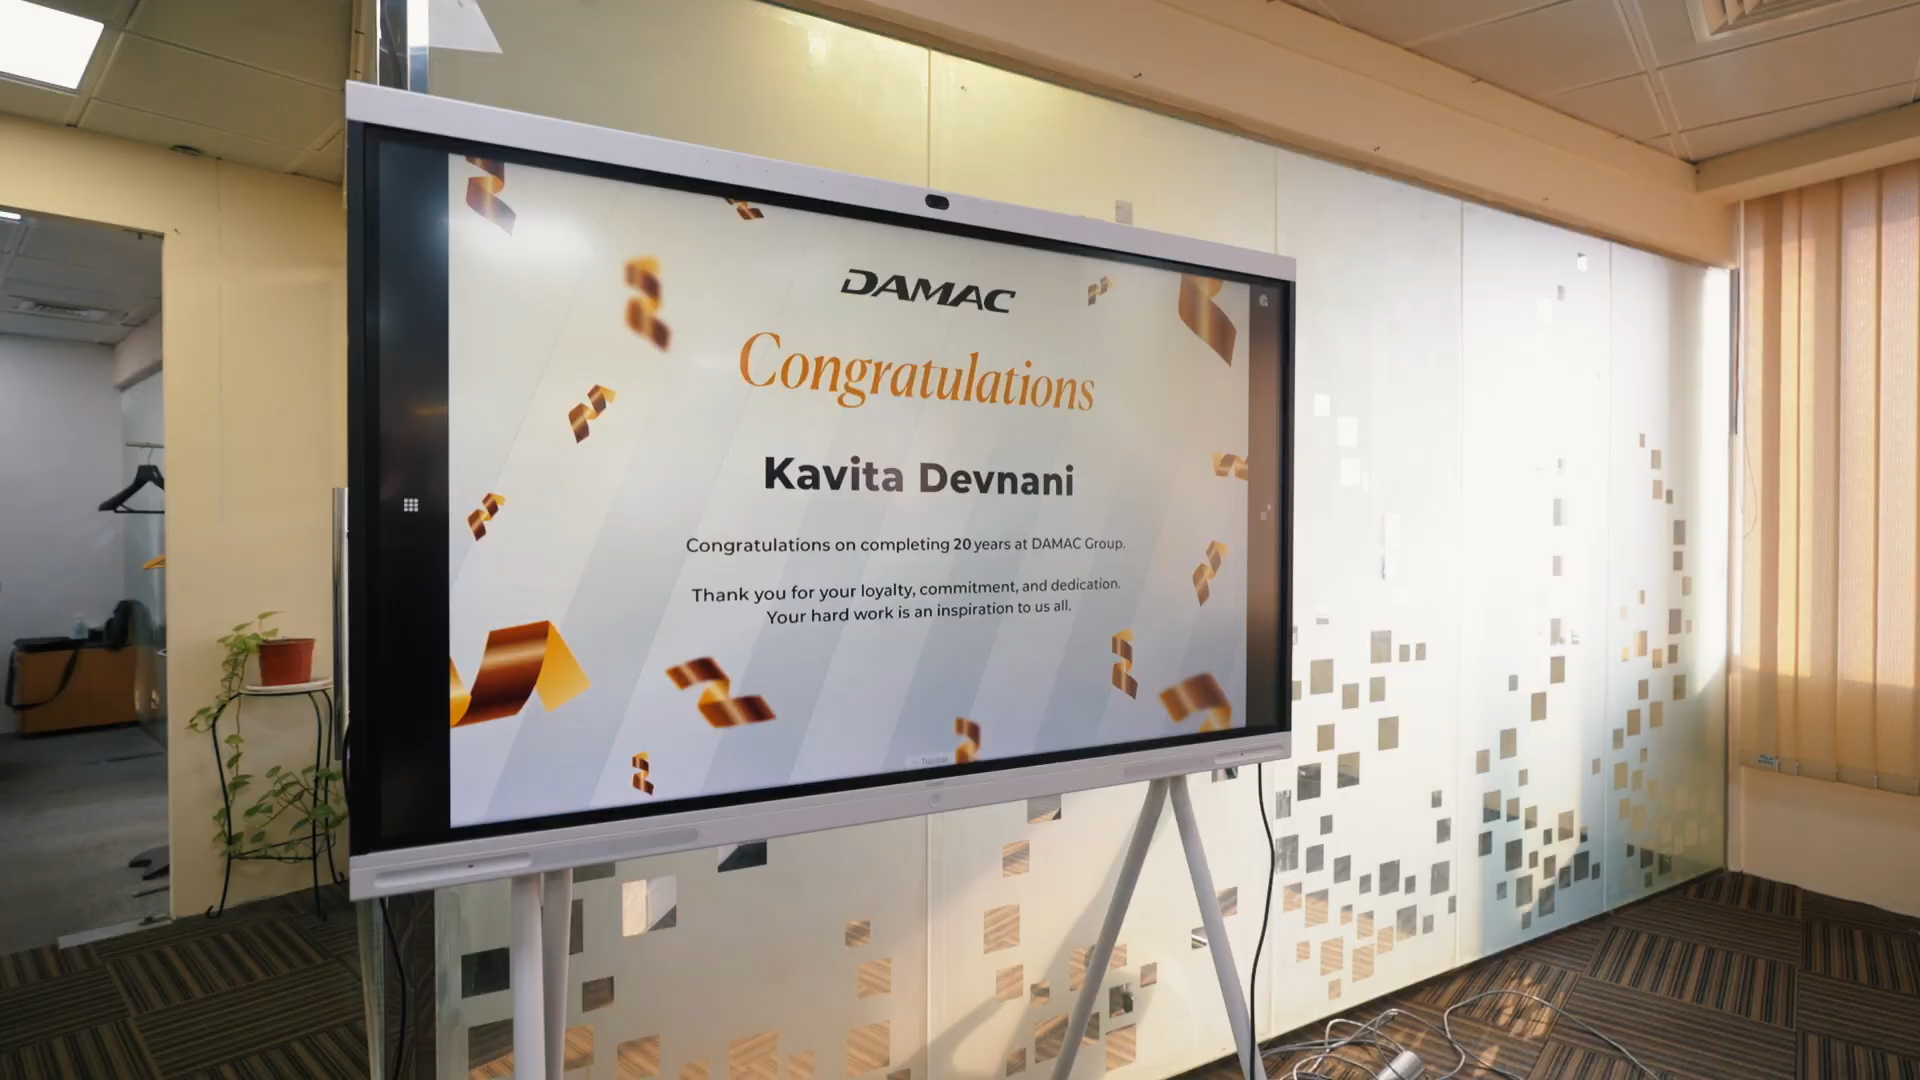 DAMAC
Congratulations
Kavita Devnani
Congratulations on completing 20 years at DAMAC Group.
Thank you for your loyalty, commitment, and dedication.
Your hard work is an inspiration to us all.